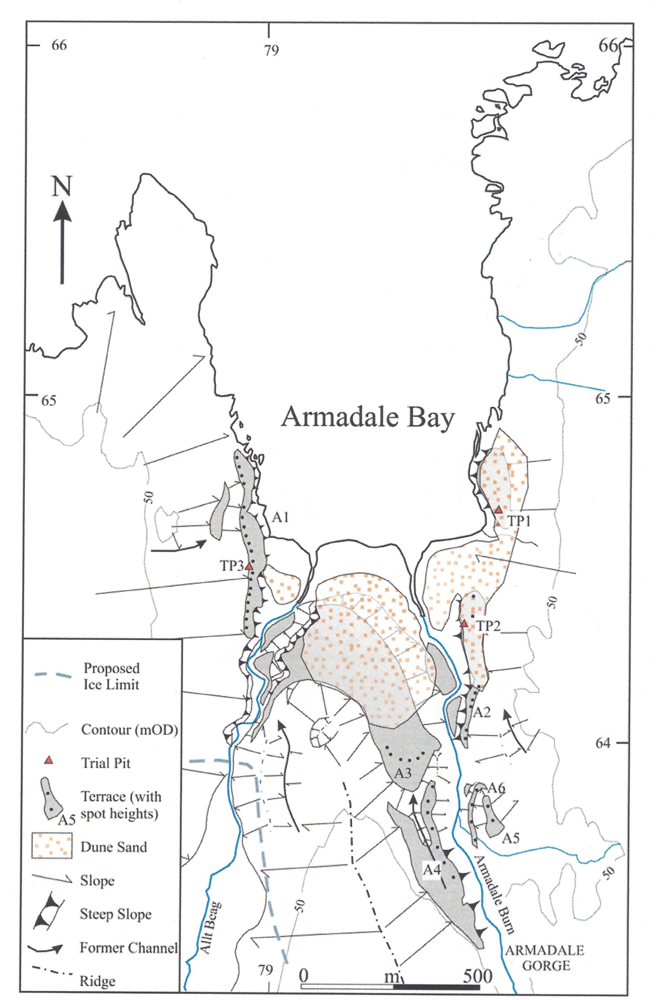 66
79
66
N
50
65
65
Armadale Bay
50
A1
TP1
TP3
50
TP2
Proposed
Ice Limit
A2
Contour (mOD)
64
Trial Pit
A3
A6
Terrace (with
spot heights)
A5
A5
Dune Sand
A4
Slope
50
Armadale Burn
50
Steep Slope
Allt Beag
Former Channel
ARMADALE
GORGE
79
0 m 500
Ridge